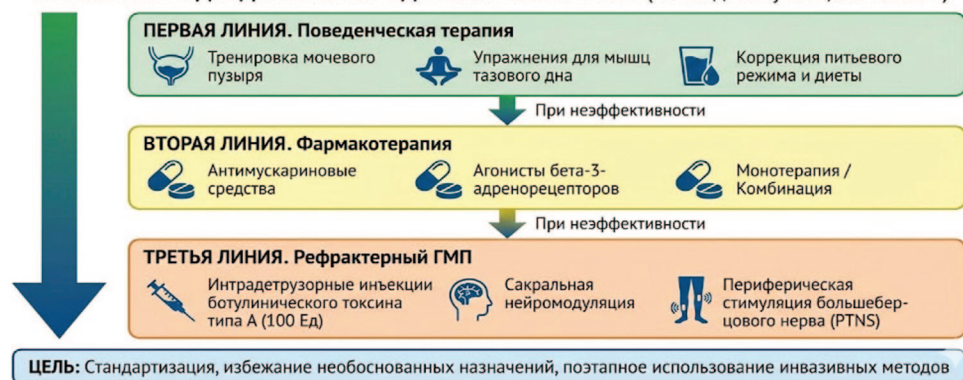 ПЕРВАЯ ЛИНИЯ. Поведенческая терапия
Тренировка мочевого
пузыря
Упражнения для мышц
тазового дна
Коррекция питьевого
режима и диеты
При неэффективности
ВТОРАЯ ЛИНИЯ. Фармакотерапия
Антимускариновые
средства
Агонисты бета-3-
адренорецепторов
Монотерапия /
Комбинация
При неэффективности
ТРЕТЬЯ ЛИНИЯ. Рефрактерный ГМП
Интрадетрузорные инъекции
ботулинического токсина
типа А (100 Ед)
Сакральная
нейромодуляция
Периферическая
стимуляция большебер-
цового нерва (PTNS)
ЦЕЛЬ: Стандартизация, избежание необоснованных назначений, поэтапное использование инвазивных методов